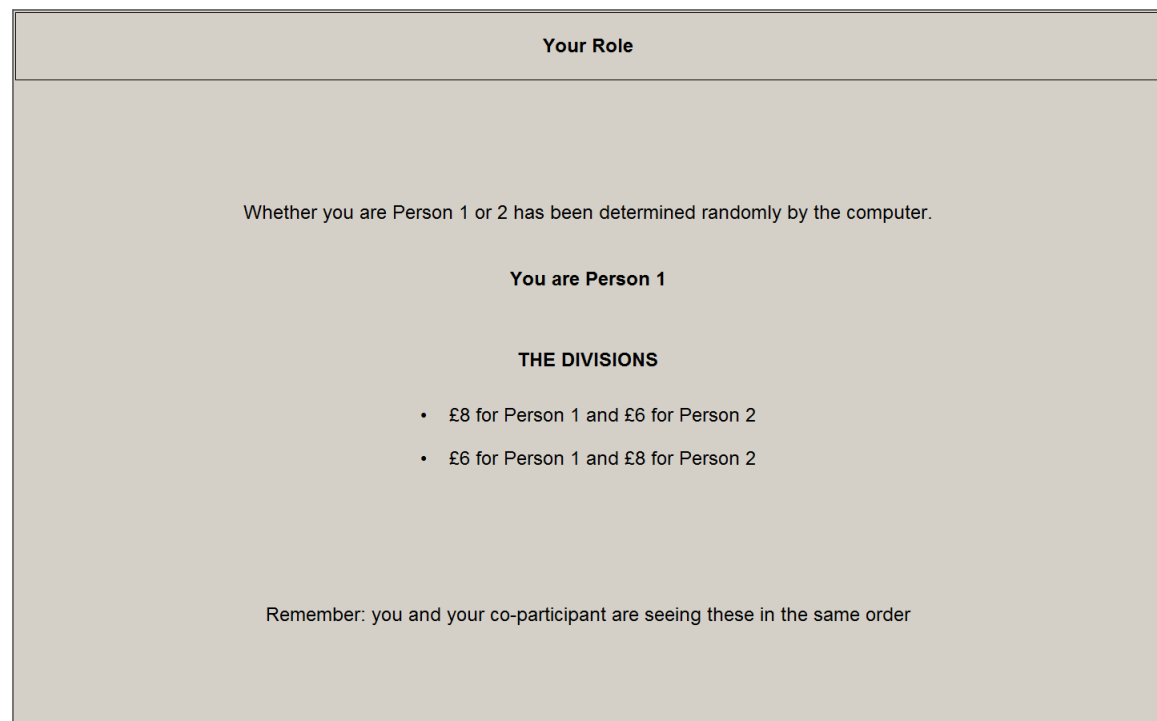 Your Role
Whether you are Person 1 or 2 has been determined randomly by the computer.
You are Person 1
THE DIVISIONS
• £8 for Person 1 and £6 for Person 2
• £6 for Person 1 and £8 for Person 2
Remember: you and your co-participant are seeing these in the same order